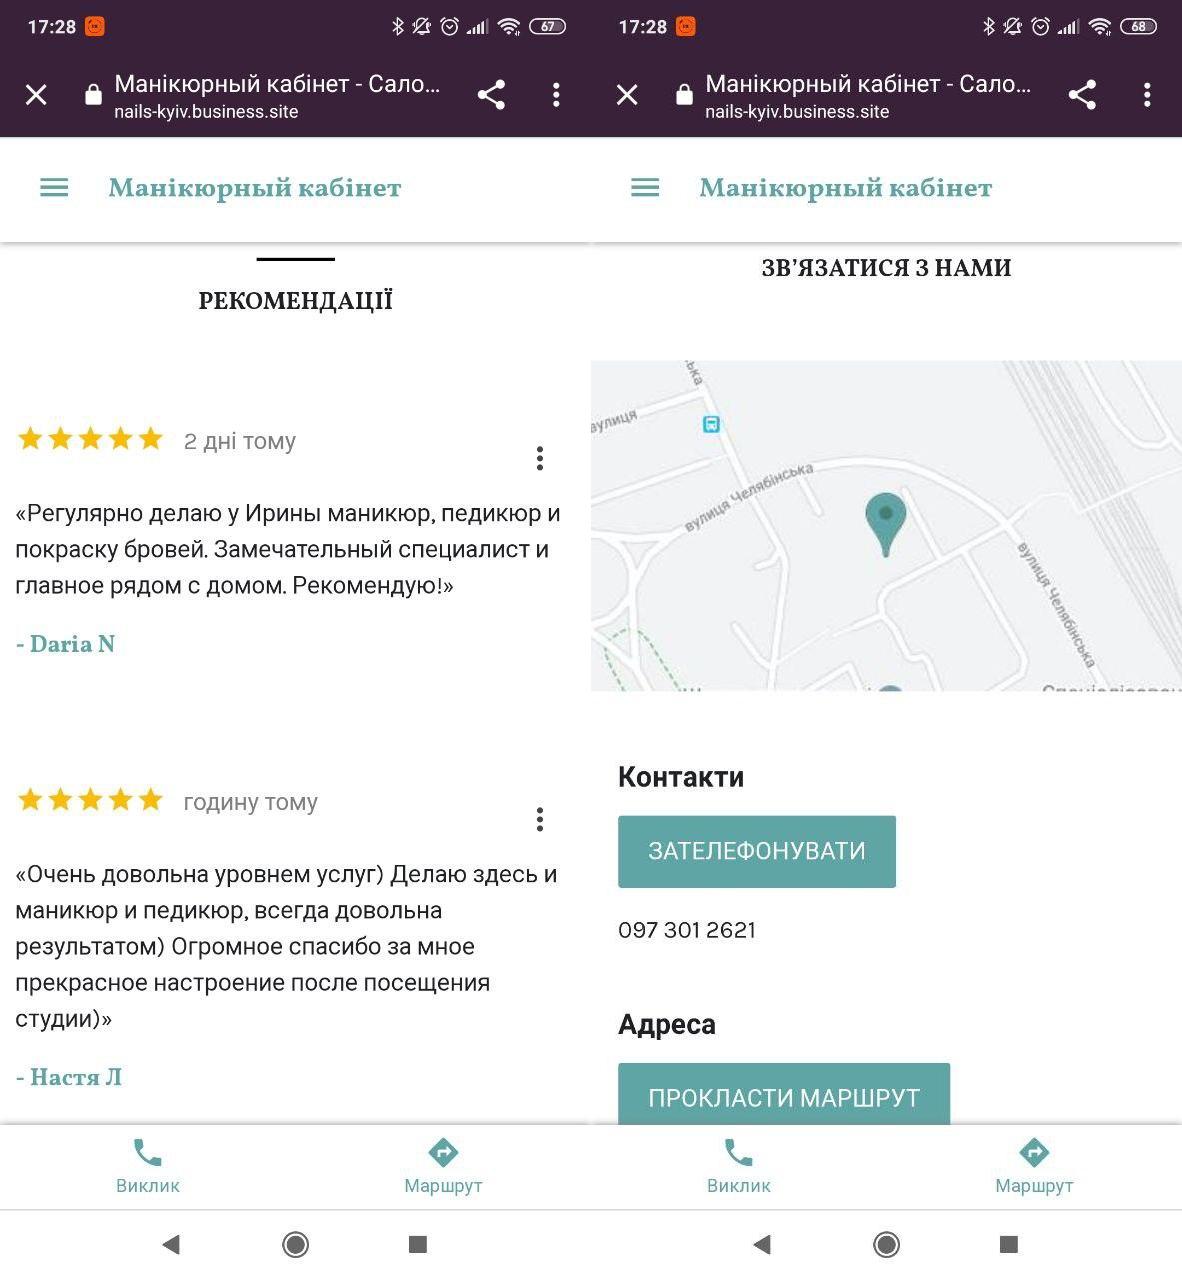 17:28
67
Манікюрный кабінет - Сало...
nails-kyiv.business.site
Манікюрный кабінет
РЕКОМЕНДАЦІЇ
2 дні тому
«Регулярно делаю у Ирины маникюр, педикюр и
покраску бровей. Замечательный специалист и
главное рядом с домом. Рекомендую!»
- Daria N
годину тому
«Очень довольна уровнем услуг) Делаю здесь и
маникюр и педикюр, всегда довольна
результатом) Огромное спасибо за мное
прекрасное настроение после посещения
студии)»
- Настя Л
Виклик
Маршрут
17:28
68
Манікюрный кабінет - Сало...
nails-kyiv.business.site
Манікюрный кабінет
ЗВ’ЯЗАТИСЯ З НАМИ
вулиця Челябінська
вулиця Челябінська
Контакти
ЗАТЕЛЕФОНУВАТИ
097 301 2621
Адреса
ПРОКЛАСТИ МАРШРУТ
Виклик
Маршрут